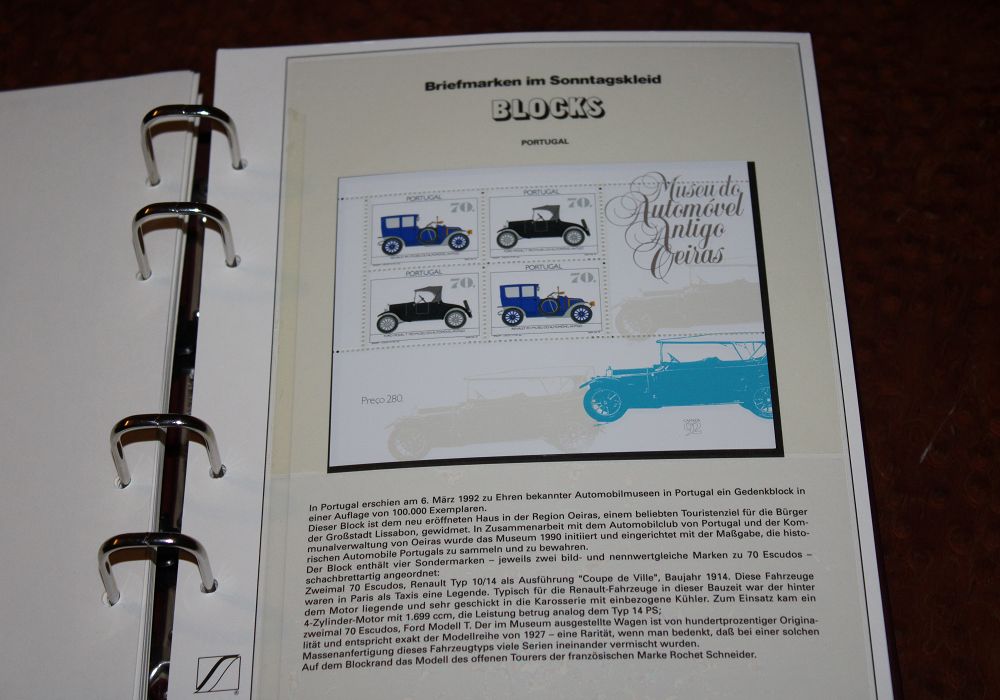 Briefmarken im Sonntagskleid
BLOCKS
PORTUGAL
Museu do
Automóvel
Antigo
Oeiras
PORTUGAL
70.
PORTUGAL
70.
PORTUGAL
70.
PORTUGAL
70.
Preço 280.
CAPEX
92
In Portugal erschien am 6. März 1992 zu Ehren bekannter Automobilmuseen in Portugal ein Gedenkblock in
einer Auflage von 100.000 Exemplaren.
Dieser Block ist dem neu eröffneten Haus in der Region Oeiras, einem beliebten Touristenziel für die Bürger
der Großstadt Lissabon, gewidmet. In Zusammenarbeit mit dem Automobilclub von Portugal und der Kom-
munalverwaltung von Oeiras wurde das Museum 1990 initiiert und eingerichtet mit der Maßgabe, die histo-
rischen Automobile Portugals zu sammeln und zu bewahren.
Der Block enthält vier Sondermarken – jeweils zwei bild- und nennwertgleiche Marken zu 70 Escudos –
schachbrettartig angeordnet:
Zweimal 70 Escudos, Renault Typ 10/14 als Ausführung "Coupe de Ville", Baujahr 1914. Diese Fahrzeuge
waren in Paris als Taxis eine Legende. Typisch für die Renault-Fahrzeuge in dieser Bauzeit war der hinter
dem Motor liegende und sehr geschickt in die Karosserie mit einbezogene Kühler. Zum Einsatz kam ein
4-Zylinder-Motor mit 1.699 ccm, die Leistung betrug analog dem Typ 14 PS;
zweimal 70 Escudos, Ford Modell T. Der im Museum ausgestellte Wagen ist von hundertprozentiger Origina-
lität und entspricht exakt der Modellreihe von 1927 – eine Rarität, wenn man bedenkt, daß bei einer solchen
Massenanfertigung dieses Fahrzeugtyps viele Serien ineinander vermischt wurden.
Auf dem Blockrand das Modell des offenen Tourers der französischen Marke Rochet Schneider.